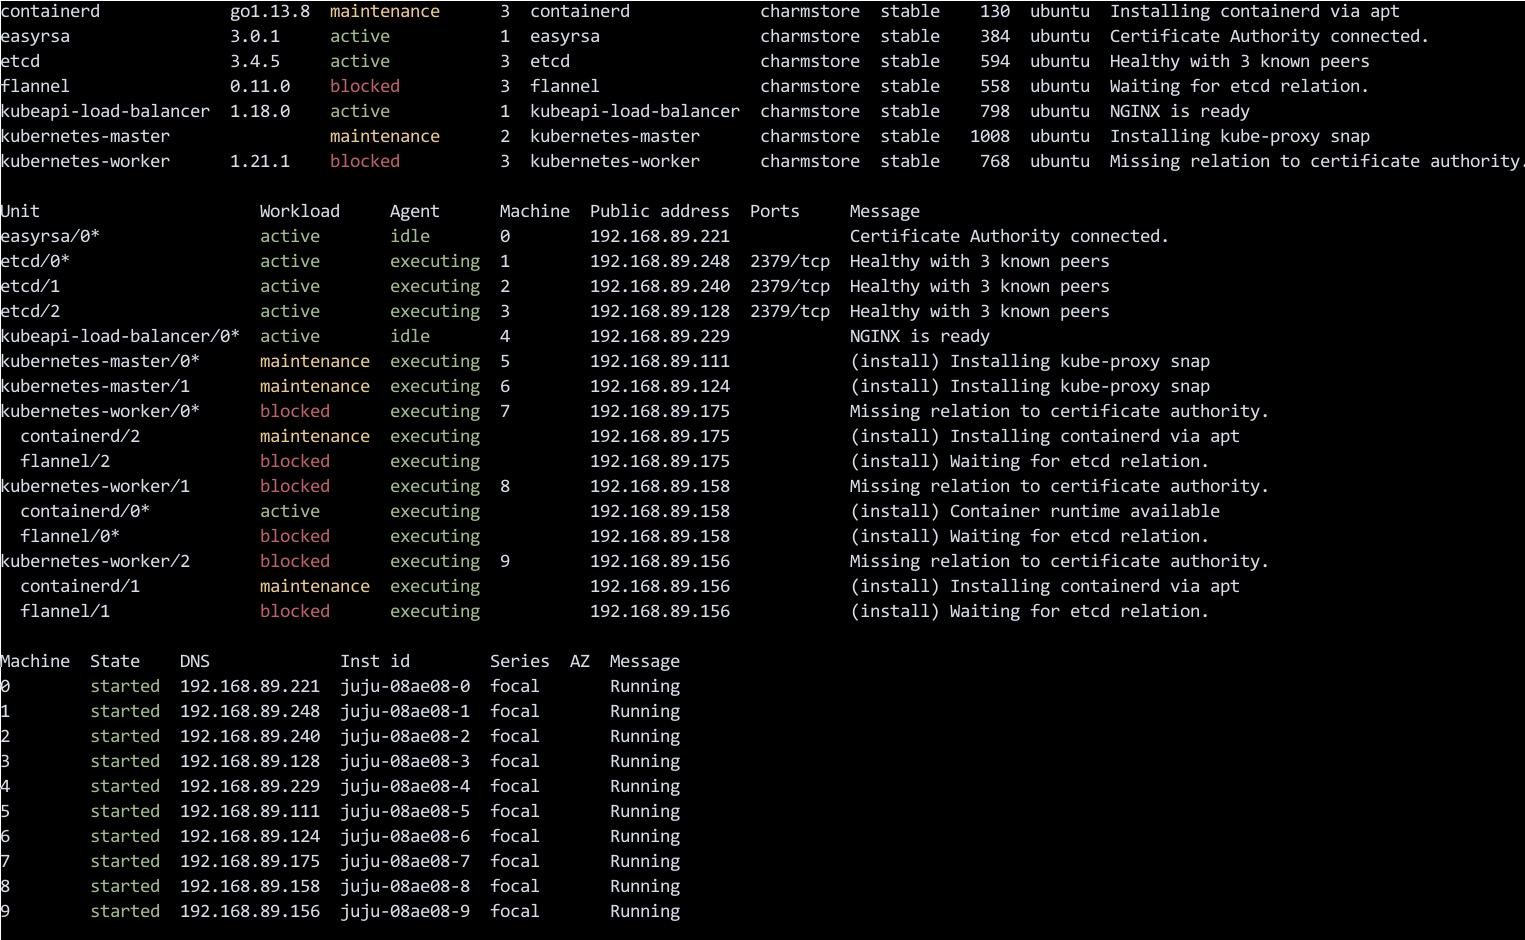 containerd             go1.13.8  maintenance      3  containerd             charmstore  stable   130  ubuntu  Installing containerd via apt
easyrsa                3.0.1     active           1  easyrsa                charmstore  stable   384  ubuntu  Certificate Authority connected.
etcd                   3.4.5     active           3  etcd                   charmstore  stable   594  ubuntu  Healthy with 3 known peers
flannel                0.11.0    blocked          3  flannel                charmstore  stable   558  ubuntu  Waiting for etcd relation.
kubeapi-load-balancer  1.18.0    active           1  kubeapi-load-balancer  charmstore  stable   798  ubuntu  NGINX is ready
kubernetes-master                maintenance      2  kubernetes-master      charmstore  stable  1008  ubuntu  Installing kube-proxy snap
kubernetes-worker      1.21.1    blocked          3  kubernetes-worker      charmstore  stable   768  ubuntu  Missing relation to certificate authority.
Unit                      Workload     Agent      Machine  Public address  Ports     Message
easyrsa/0*                active       idle       0        192.168.89.221            Certificate Authority connected.
etcd/0*                   active       executing  1        192.168.89.248  2379/tcp  Healthy with 3 known peers
etcd/1                    active       executing  2        192.168.89.240  2379/tcp  Healthy with 3 known peers
etcd/2                    active       executing  3        192.168.89.128  2379/tcp  Healthy with 3 known peers
kubeapi-load-balancer/0*  active       idle       4        192.168.89.229            NGINX is ready
kubernetes-master/0*      maintenance  executing  5        192.168.89.111            (install) Installing kube-proxy snap
kubernetes-master/1       maintenance  executing  6        192.168.89.124            (install) Installing kube-proxy snap
kubernetes-worker/0*      blocked      executing  7        192.168.89.175            Missing relation to certificate authority.
  containerd/2            maintenance  executing           192.168.89.175            (install) Installing containerd via apt
  flannel/2               blocked      executing           192.168.89.175            (install) Waiting for etcd relation.
kubernetes-worker/1       blocked      executing  8        192.168.89.158            Missing relation to certificate authority.
  containerd/0*           active       executing           192.168.89.158            (install) Container runtime available
  flannel/0*              blocked      executing           192.168.89.158            (install) Waiting for etcd relation.
kubernetes-worker/2       blocked      executing  9        192.168.89.156            Missing relation to certificate authority.
  containerd/1            maintenance  executing           192.168.89.156            (install) Installing containerd via apt
  flannel/1               blocked      executing           192.168.89.156            (install) Waiting for etcd relation.
Machine  State    DNS             Inst id        Series  AZ  Message
0        started  192.168.89.221  juju-08ae08-0  focal       Running
1        started  192.168.89.248  juju-08ae08-1  focal       Running
2        started  192.168.89.240  juju-08ae08-2  focal       Running
3        started  192.168.89.128  juju-08ae08-3  focal       Running
4        started  192.168.89.229  juju-08ae08-4  focal       Running
5        started  192.168.89.111  juju-08ae08-5  focal       Running
6        started  192.168.89.124  juju-08ae08-6  focal       Running
7        started  192.168.89.175  juju-08ae08-7  focal       Running
8        started  192.168.89.158  juju-08ae08-8  focal       Running
9        started  192.168.89.156  juju-08ae08-9  focal       Running